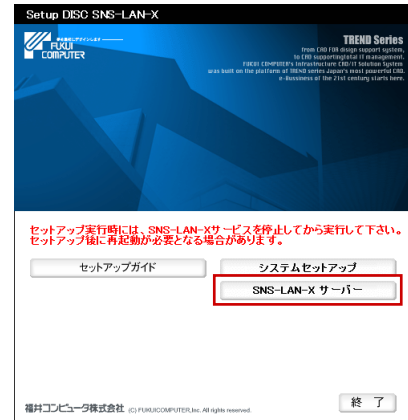 Setup DISC SNS-LAN-X
FUKUI
COMPUTER
TREND Series
from CAD FOR disign support system,
to CAD supportinglotal IT management.
FUKUI COMPUTER's Infrastructure CAD/IT Solution System
was built on the platform of TREND series Japan's most powerful CAD.
e-Bussiness of the 21st century starts here.
セットアップ実行時には、SNS-LAN-Xサービスを停止してから実行して下さい。
セットアップ後に再起動が必要となる場合があります。
セットアップガイド
システムセットアップ
SNS-LAN-X サーバー
終 了
福井コンピュータ株式会社 (C) FUKUICOMPUTER,Inc. All rights reserved.